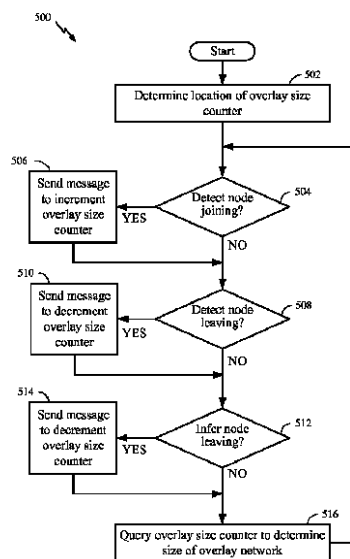 500
Start
502
Determine location of overlay size
counter
506
Send message
to increment
overlay size
counter
YES
Detect node
joining?
504
NO
510
Send message
to decrement
overlay size
counter
YES
Detect node
leaving?
508
NO
514
Send message
to decrement
overlay size
counter
YES
Infer node
leaving?
512
NO
516
Query overlay size counter to determine
size of overlay network